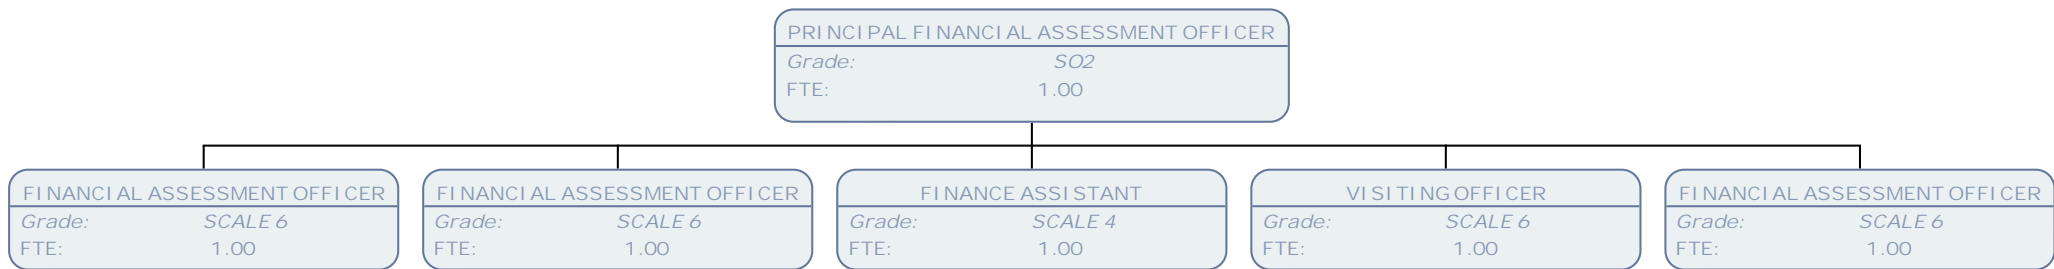 PRINCIPAL FINANCIAL ASSESSMENT OFFICER
Grade: SO2
FTE: 1.00
FINANCIAL ASSESSMENT OFFICER
Grade: SCALE 6
FTE: 1.00
FINANCIAL ASSESSMENT OFFICER
Grade: SCALE 6
FTE: 1.00
FINANCE ASSISTANT
Grade: SCALE 4
FTE: 1.00
VISITING OFFICER
Grade: SCALE 6
FTE: 1.00
FINANCIAL ASSESSMENT OFFICER
Grade: SCALE 6
FTE: 1.00